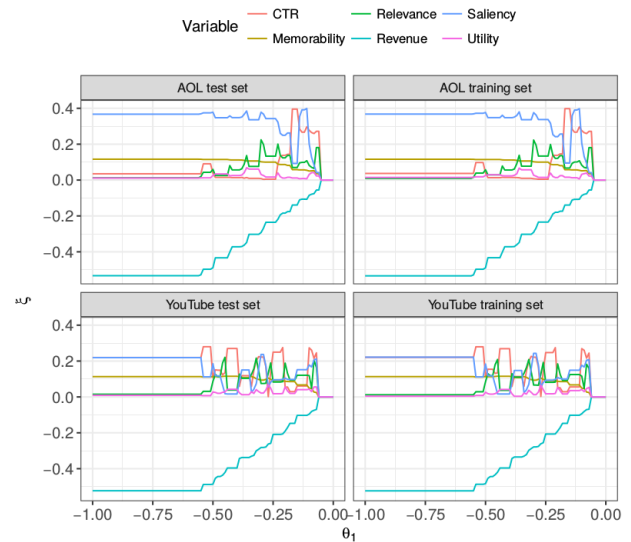 Variable CTR Relevance Saliency
Memorability Revenue Utility
AOL test set AOL training set
0.4
0.2
0.0
−0.2
−0.4
ξ
YouTube test set YouTube training set
0.4
0.2
0.0
−0.2
−0.4
−1.00 −0.75 −0.50 −0.25 0.00 −1.00 −0.75 −0.50 −0.25 0.00
θ1